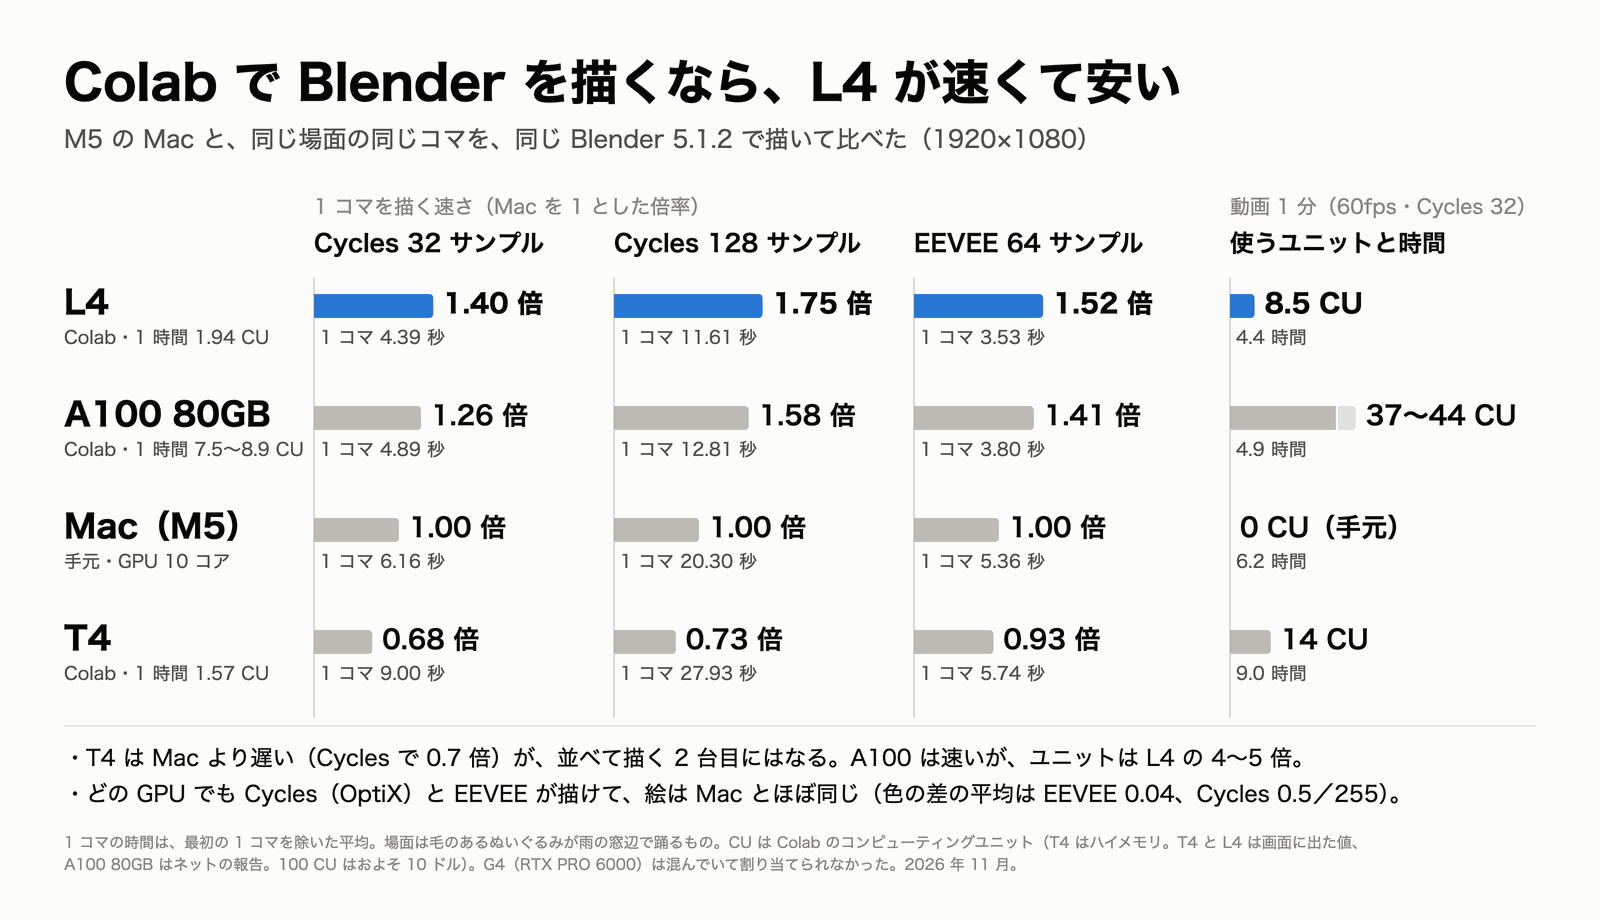 Colab で Blender を描くなら、L4 が速くて安い
M5 の Mac と、同じ場面の同じコマを、同じ Blender 5.1.2 で描いて比べた（1920×1080）
1 コマを描く速さ（Mac を 1 とした倍率）
動画 1 分（60fps・Cycles 32）
Cycles 32 サンプル
Cycles 128 サンプル
EEVEE 64 サンプル
使うユニットと時間
L4
1.40 倍
1.75 倍
1.52 倍
8.5 CU
Colab・1 時間 1.94 CU
1 コマ 4.39 秒
1 コマ 11.61 秒
1 コマ 3.53 秒
4.4 時間
A100 80GB
1.26 倍
1.58 倍
1.41 倍
37〜44 CU
Colab・1 時間 7.5〜8.9 CU
1 コマ 4.89 秒
1 コマ 12.81 秒
1 コマ 3.80 秒
4.9 時間
Mac（M5）
1.00 倍
1.00 倍
1.00 倍
0 CU（手元）
手元・GPU 10 コア
1 コマ 6.16 秒
1 コマ 20.30 秒
1 コマ 5.36 秒
6.2 時間
T4
0.68 倍
0.73 倍
0.93 倍
14 CU
Colab・1 時間 1.57 CU
1 コマ 9.00 秒
1 コマ 27.93 秒
1 コマ 5.74 秒
9.0 時間
・T4 は Mac より遅い（Cycles で 0.7 倍）が、並べて描く 2 台目にはなる。A100 は速いが、ユニットは L4 の 4〜5 倍。
・どの GPU でも Cycles（OptiX）と EEVEE が描けて、絵は Mac とほぼ同じ（色の差の平均は EEVEE 0.04、Cycles 0.5／255）。
1 コマの時間は、最初の 1 コマを除いた平均。場面は毛のあるぬいぐるみが雨の窓辺で踊るもの。CU は Colab のコンピューティングユニット（T4 はハイメモリ。T4 と L4 は画面に出た値、
A100 80GB はネットの報告。100 CU はおよそ 10 ドル）。G4（RTX PRO 6000）は混んでいて割り当てられなかった。2026 年 11 月。